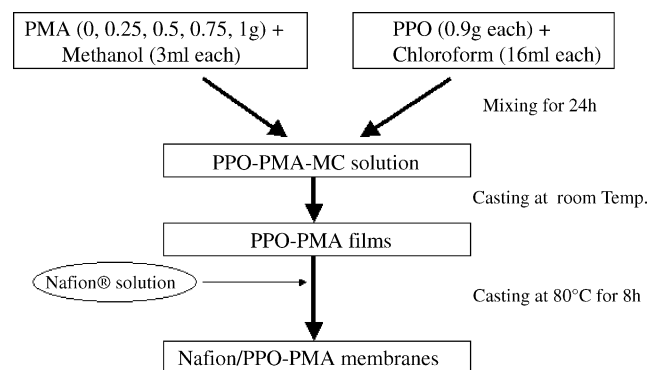 PMA (0, 0.25, 0.5, 0.75, 1g) +
Methanol (3ml each)
PPO (0.9g each) +
Chloroform (16ml each)
Mixing for 24h
PPO-PMA-MC solution
Casting at room Temp.
PPO-PMA films
Nafion® solution
Casting at 80°C for 8h
Nafion/PPO-PMA membranes